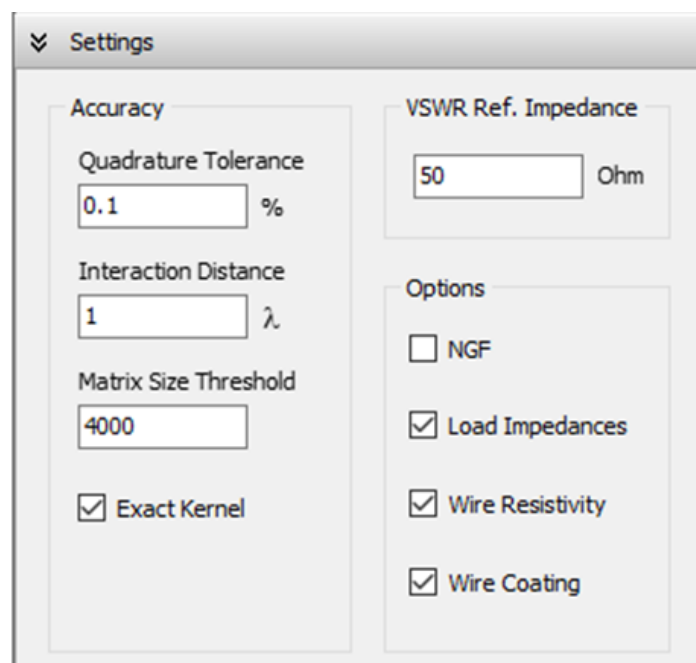 Settings
Accuracy
Quadrature Tolerance
0.1 %
Interaction Distance
1 λ
Matrix Size Threshold
4000
Exact Kernel
VSWR Ref. Impedance
50 Ohm
Options
NGF
Load Impedances
Wire Resistivity
Wire Coating